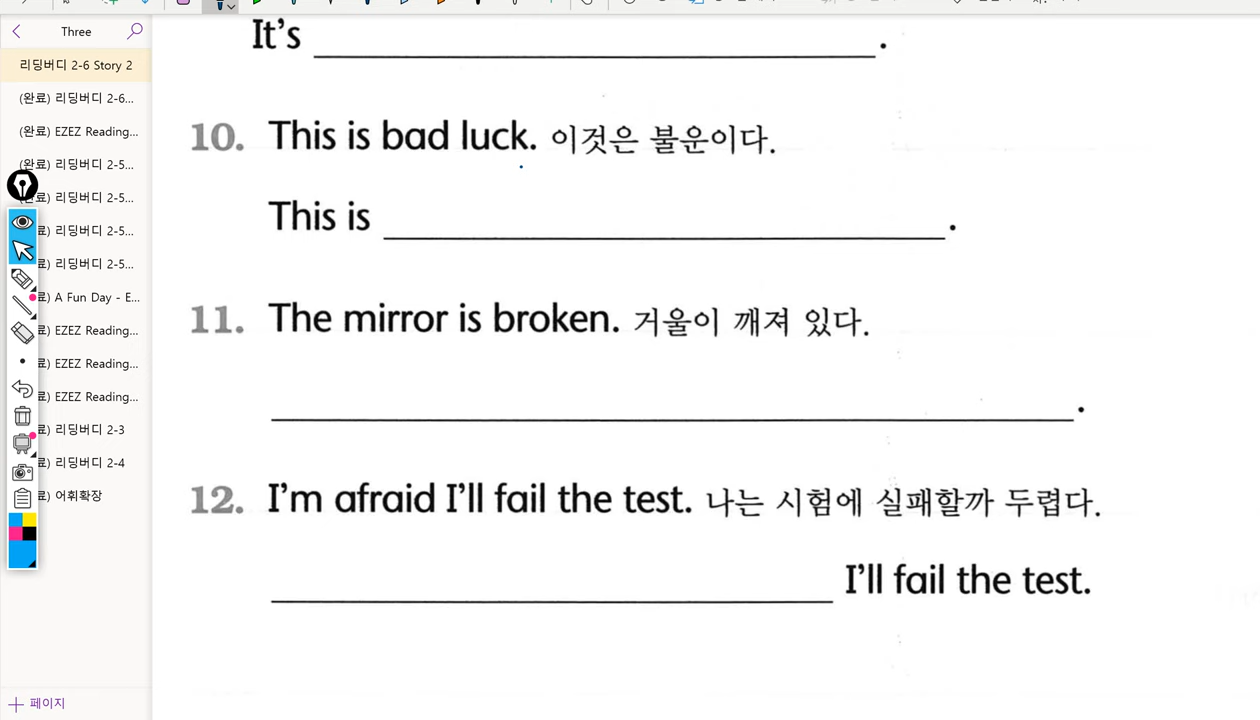 Three
리딩버디 2-6 Story 2
(완료) 리딩버디 2-6...
(완료) EZEZ Reading...
(완료) 리딩버디 2-5...
리딩버디 2-5...
료) 리딩버디 2-5...
료) 리딩버디 2-5...
료) A Fun Day - E...
료) EZEZ Reading...
료) EZEZ Reading...
료) EZEZ Reading...
료) 리딩버디 2-3
료) 리딩버디 2-4
료) 어휘확장
페이지
It's .
10. This is bad luck. 이것은 불운이다.
This is .
11. The mirror is broken. 거울이 깨져 있다.
.
12. I'm afraid I'll fail the test. 나는 시험에 실패할까 두렵다.
I'll fail the test.